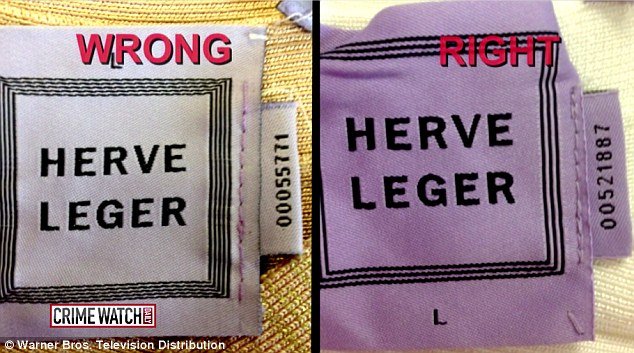 WRONG
L
HERVE
LEGER
00055771
CRIME WATCH DAILY
© Warner Bros. Television Distribution
RIGHT
HERVE
LEGER
00521887
L